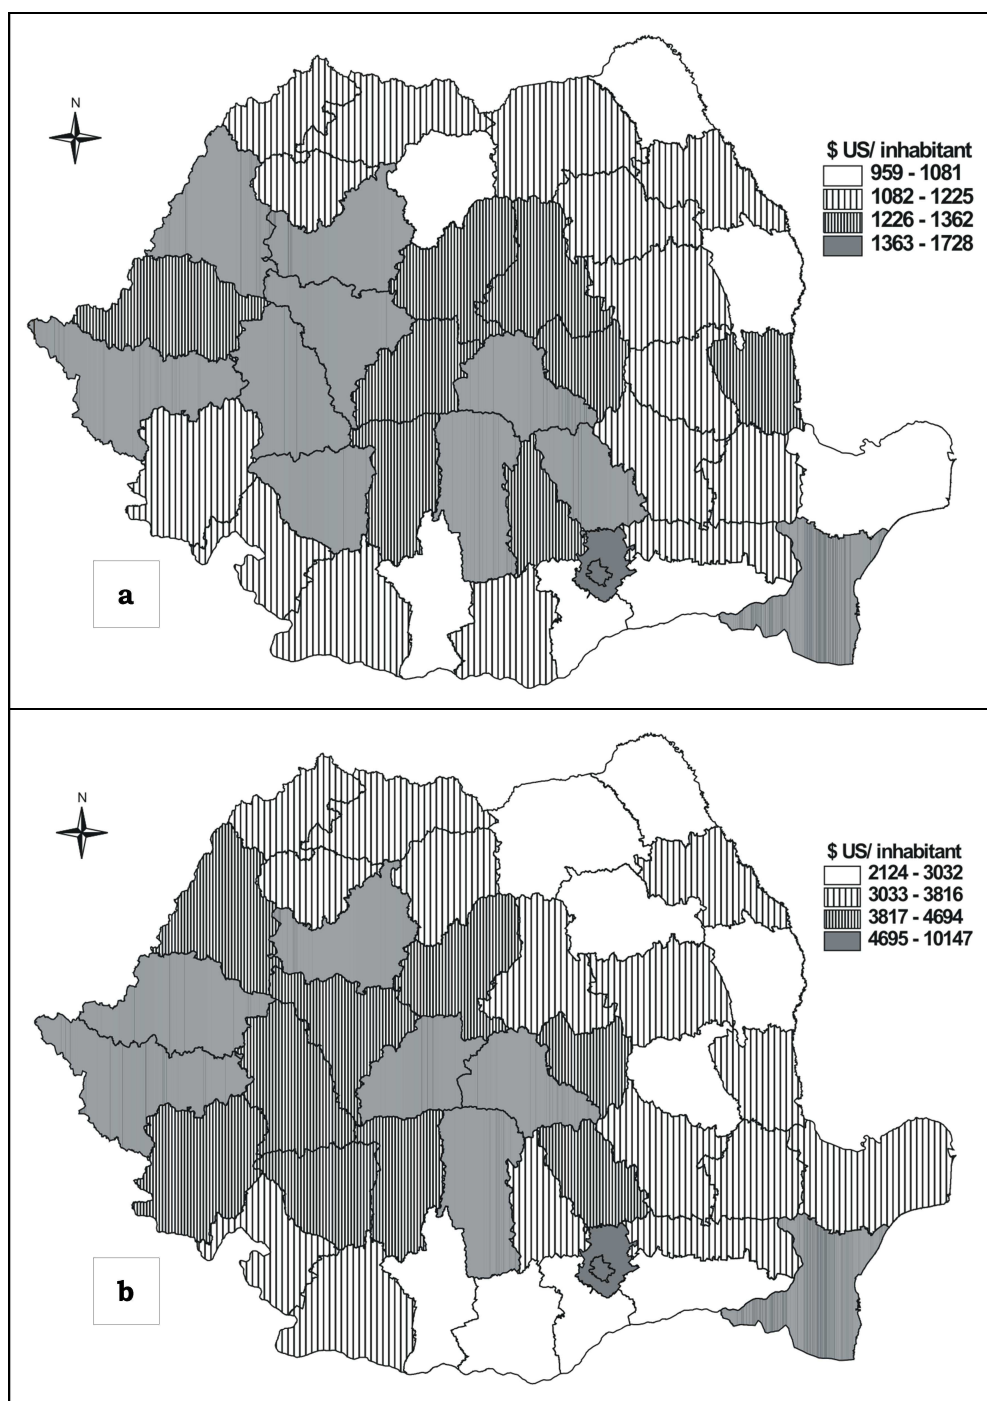 N
$ US/ inhabitant
959 - 1081
1082 - 1225
1226 - 1362
1363 - 1728
a
N
$ US/ inhabitant
2124 - 3032
3033 - 3816
3817 - 4694
4695 - 10147
b